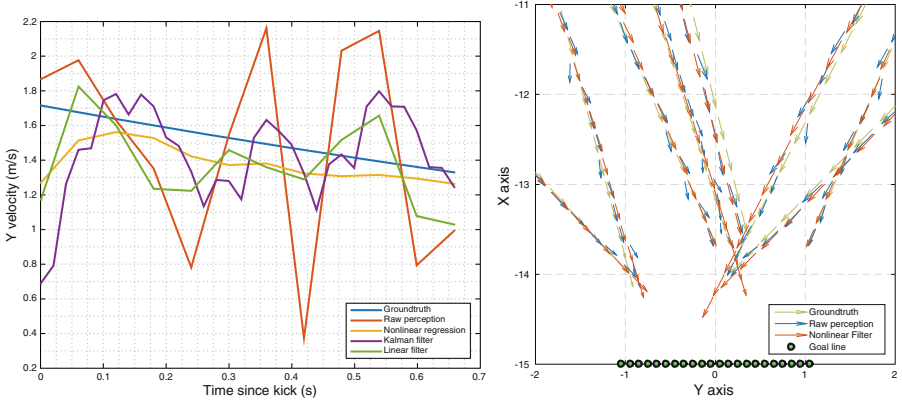 2.2
2
1.8
1.6
1.4
1.2
1
0.8
0.6
0.4
0.2
Y velocity (m/s)
0
0.1
0.2
0.3
0.4
0.5
0.6
0.7
Time since kick (s)
Groundtruth
Raw perception
Nonlinear regression
Kalman filter
Linear filter
-11
-12
-13
-14
-15
X axis
-2
-1
0
1
2
Y axis
Groundtruth
Raw perception
Nonlinear Filter
Goal line